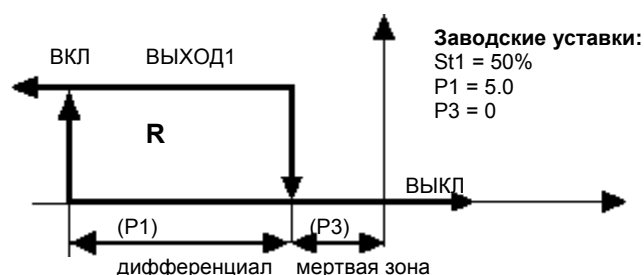 Заводские уставки:
St1 = 50%
P1 = 5.0
P3 = 0
ВКЛ ВЫХОД1
R
ВЫКЛ
(P1) (P3)
дифференциал мертвая зона